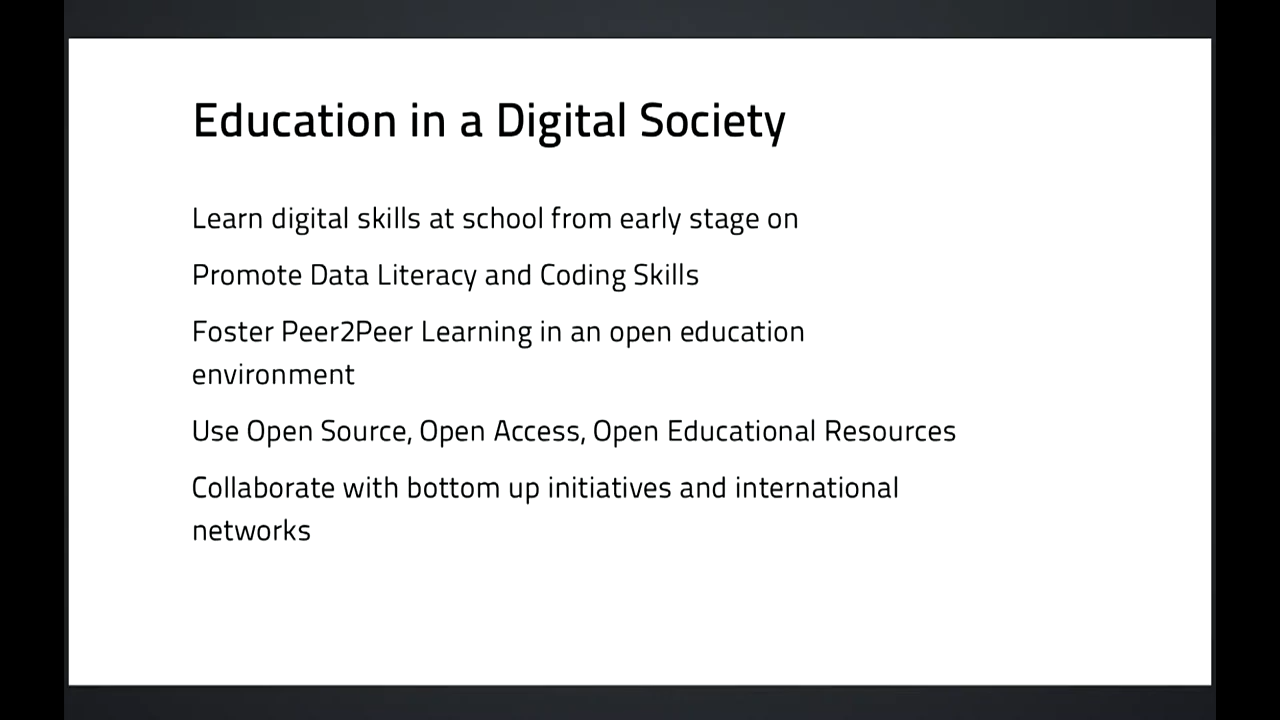 Education in a Digital Society
Learn digital skills at school from early stage on
Promote Data Literacy and Coding Skills
Foster Peer2Peer Learning in an open education
environment
Use Open Source, Open Access, Open Educational Resources
Collaborate with bottom up initiatives and international
networks